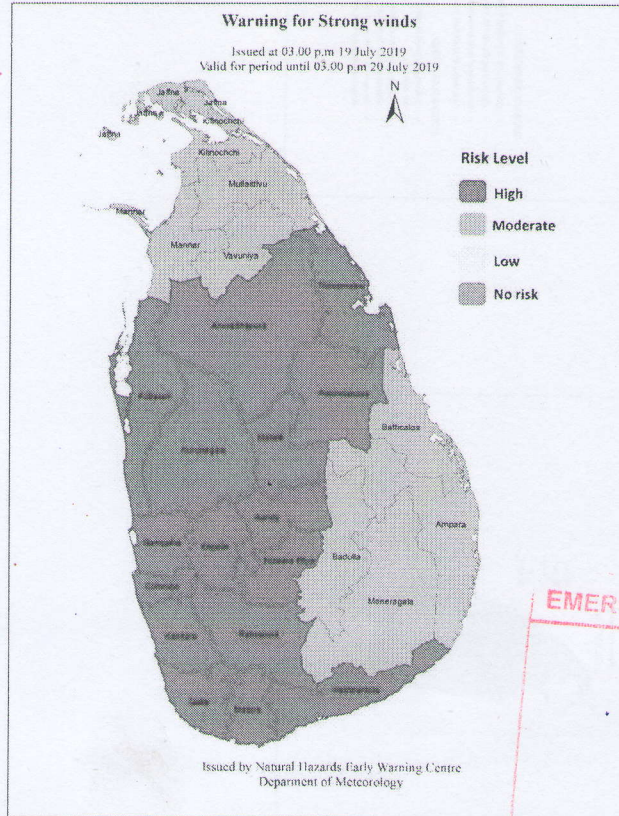 Warning for Strong winds
Issued at 03.00 p.m 19 July 2019
Valid for period until 03.00 p.m 20 July 2019
N
Jaffna
Jaffna
Jaffna
Kilinochchi
Jaffna
Kilinochchi
Mullaitivu
Mannar
Mannar
Vavuniya
Risk Level
High
Moderate
Low
No risk
Trincomalee
Anuradhapura
Polonnaruwa
Puttalam
Batticaloa
Matale
Kurunegala
Kandy
Ampara
Gampaha
Kegalle
Badulla
Nuwara Eliya
Colombo
Moneragala
EMER
Kalutara
Ratnapura
Hambantota
Galle
Matara
Issued by Natural Hazards Early Warning Centre
Deparment of Meteorology